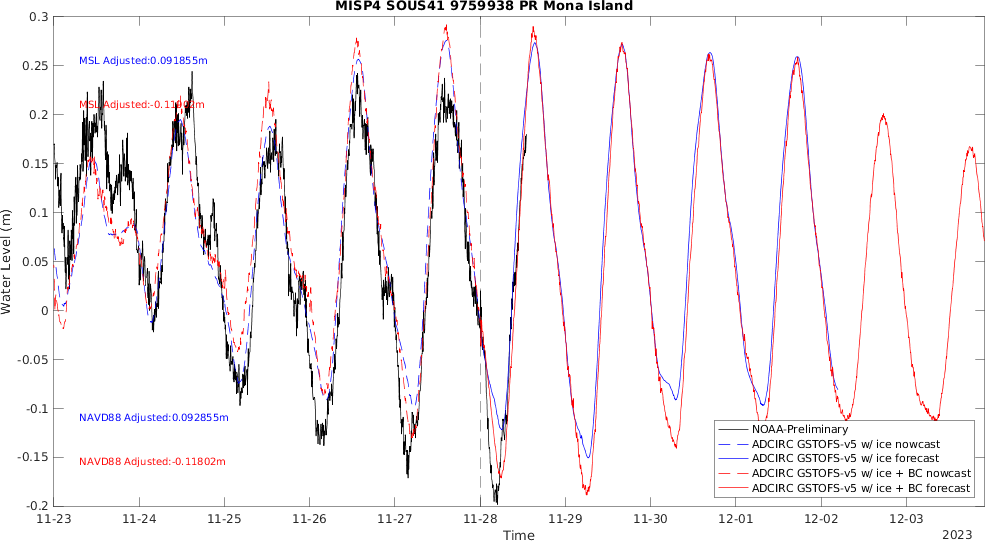 MISP4 SOUS41 9759938 PR Mona Island
0.3
0.25
0.2
0.15
0.1
0.05
0
-0.05
-0.1
-0.15
-0.2
Water Level (m)
MSL Adjusted:0.091855m
MSL Adjusted:-0.11902m
NAVD88 Adjusted:0.092855m
NAVD88 Adjusted:-0.11802m
NOAA-Preliminary
ADCIRC GSTOFS-v5 w/ ice nowcast
ADCIRC GSTOFS-v5 w/ ice forecast
ADCIRC GSTOFS-v5 w/ ice + BC nowcast
ADCIRC GSTOFS-v5 w/ ice + BC forecast
11-23 11-24 11-25 11-26 11-27 11-28 11-29 11-30 12-01 12-02 12-03
Time
2023